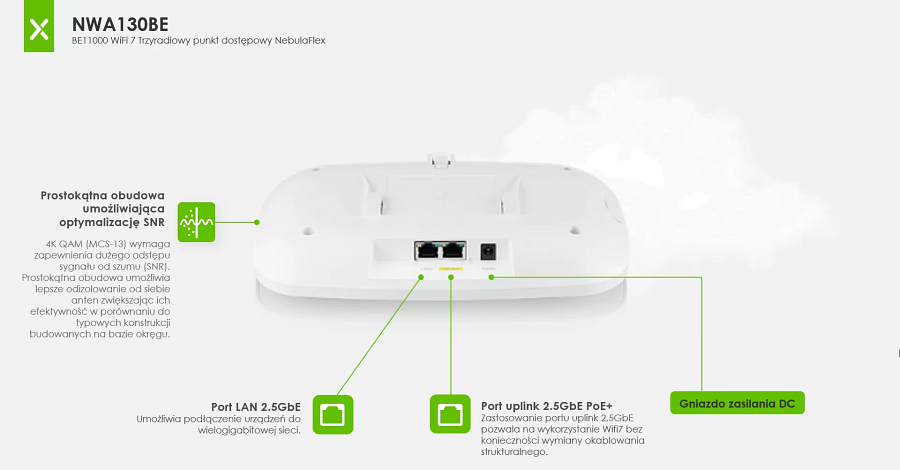 NWA130BE
BE11000 WiFi 7 Trzyradiowy punkt dostępowy NebulaFlex
Prostokątna obudowa
umożliwiająca
optymalizację SNR
4K QAM (MCS-13) wymaga
zapewnienia dużego odstępu
sygnału od szumu (SNR).
Prostokątna obudowa umożliwia
lepsze odizolowanie od siebie
anten zwiększając ich
efektywność w porównaniu do
typowych konstrukcji
budowanych na bazie okręgu.
Port LAN 2.5GbE
Umożliwia podłączenie urządzeń do
wielogigabitowej sieci.
Port uplink 2.5GbE PoE+
Zastosowanie portu uplink 2,5GbE
pozwala na wykorzystanie Wifi7 bez
konieczności wymiany okablowania
strukturalnego.
Gniazdo zasilania DC